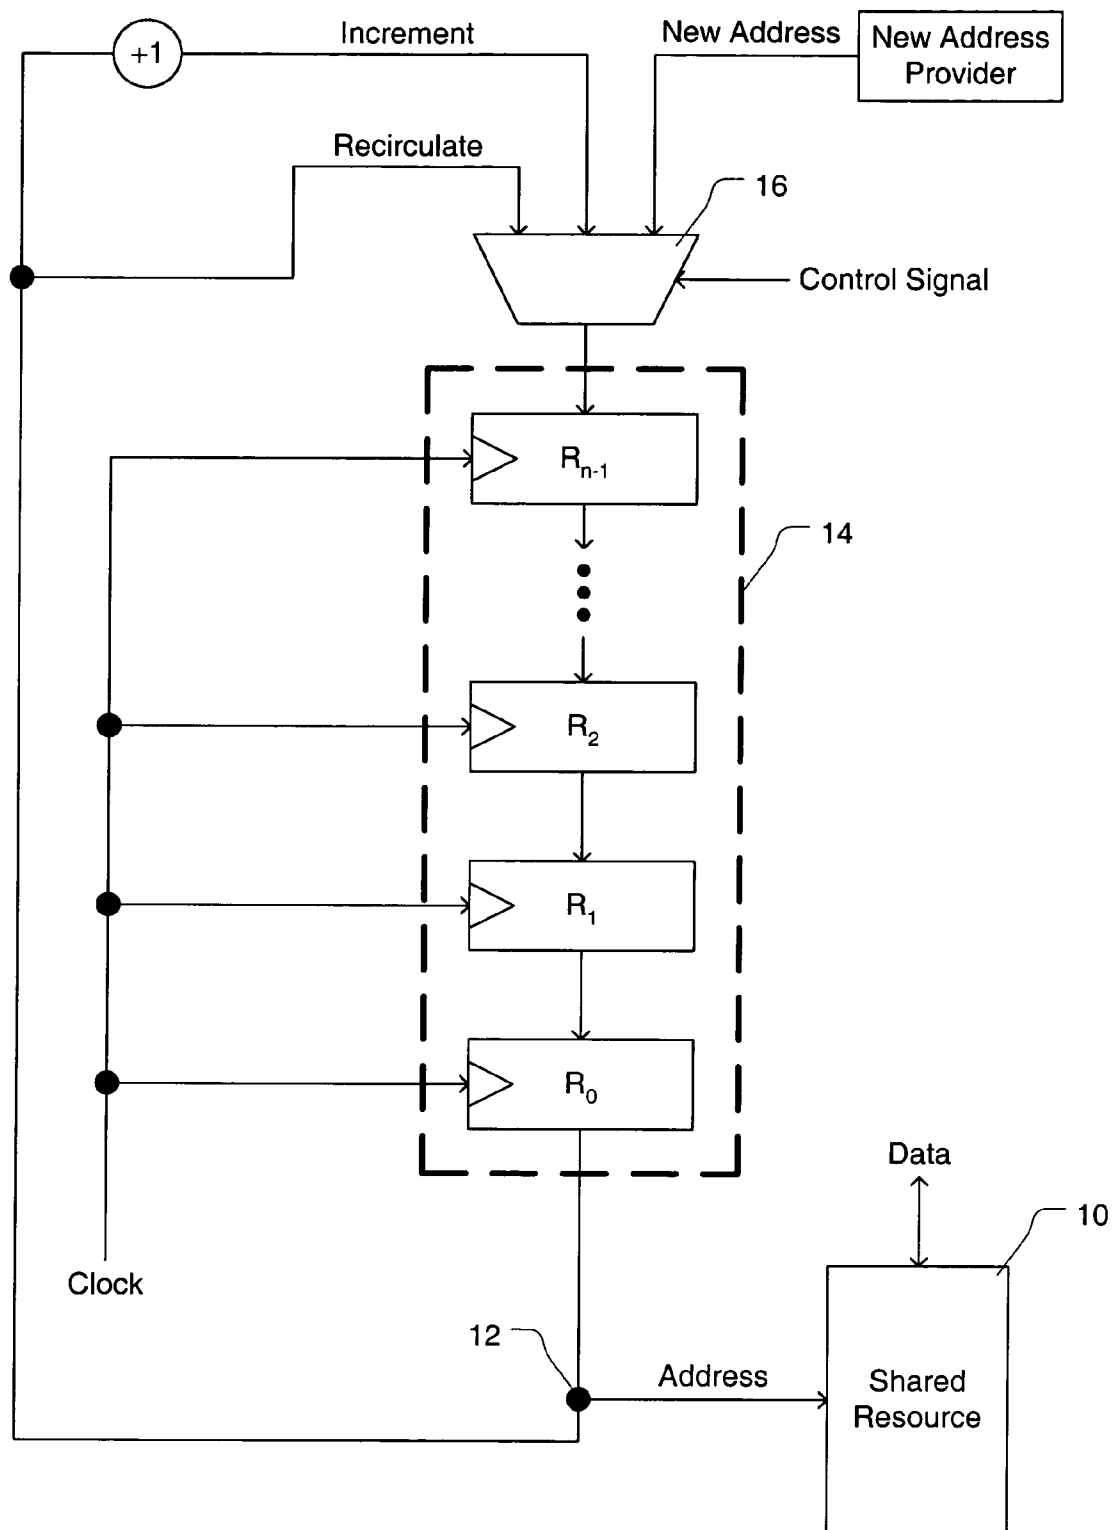 +1
Increment
New Address
New Address
Provider
Recirculate
16
Control Signal
Rn-1
14
R2
R1
R0
Data
10
Clock
12
Address
Shared
Resource